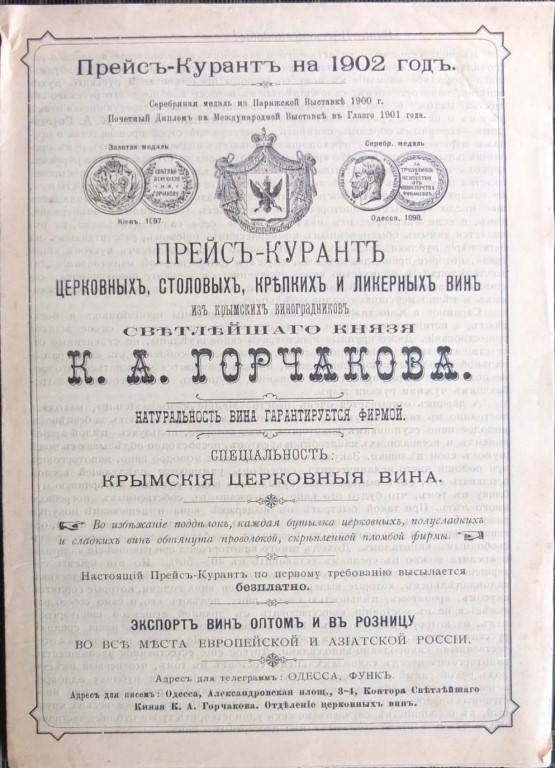 Прейсъ-Курантъ на 1902 годъ.
Серебряная медаль на Парижской Выставкѣ 1900 г.
Почетный Дипломъ на Международной Выставкѣ въ Глазго 1901 года.
Золотая медаль
Серебр. медаль
Кіевъ, 1897.
Одесса, 1898.
ПРЕЙСЪ-КУРАНТЪ
ЦЕРКОВНЫХЪ, СТОЛОВЫХЪ, КРѢПКИХЪ И ЛИКЕРНЫХЪ ВИНЪ
изъ крымскихъ виноградниковъ
СВѢТЛѢЙШАГО КНЯЗЯ
К. А. ГОРЧАКОВА.
НАТУРАЛЬНОСТЬ ВИНА ГАРАНТИРУЕТСЯ ФИРМОЙ.
СПЕЦІАЛЬНОСТЬ:
КРЫМСКІЯ ЦЕРКОВНЫЯ ВИНА.
Во избѣжаніе поддѣлокъ, каждая бутылка церковныхъ, полусладкихъ
и сладкихъ винъ обтянута проволокой, скрѣпленной пломбой фирмы.
Настоящій Прейсъ-Курантъ по первому требованію высылается
безплатно.
ЭКСПОРТЪ ВИНЪ ОПТОМЪ И ВЪ РОЗНИЦУ
ВО ВСѢ МѢСТА ЕВРОПЕЙСКОЙ И АЗІАТСКОЙ РОССІИ.
Адресъ для телеграммъ: ОДЕССА, ФУНКЪ.
Адресъ для писемъ: Одесса, Александровская площ., 3-4, Контора Свѣтлѣйшаго
Князя К. А. Горчакова. Отдѣленіе церковныхъ винъ.